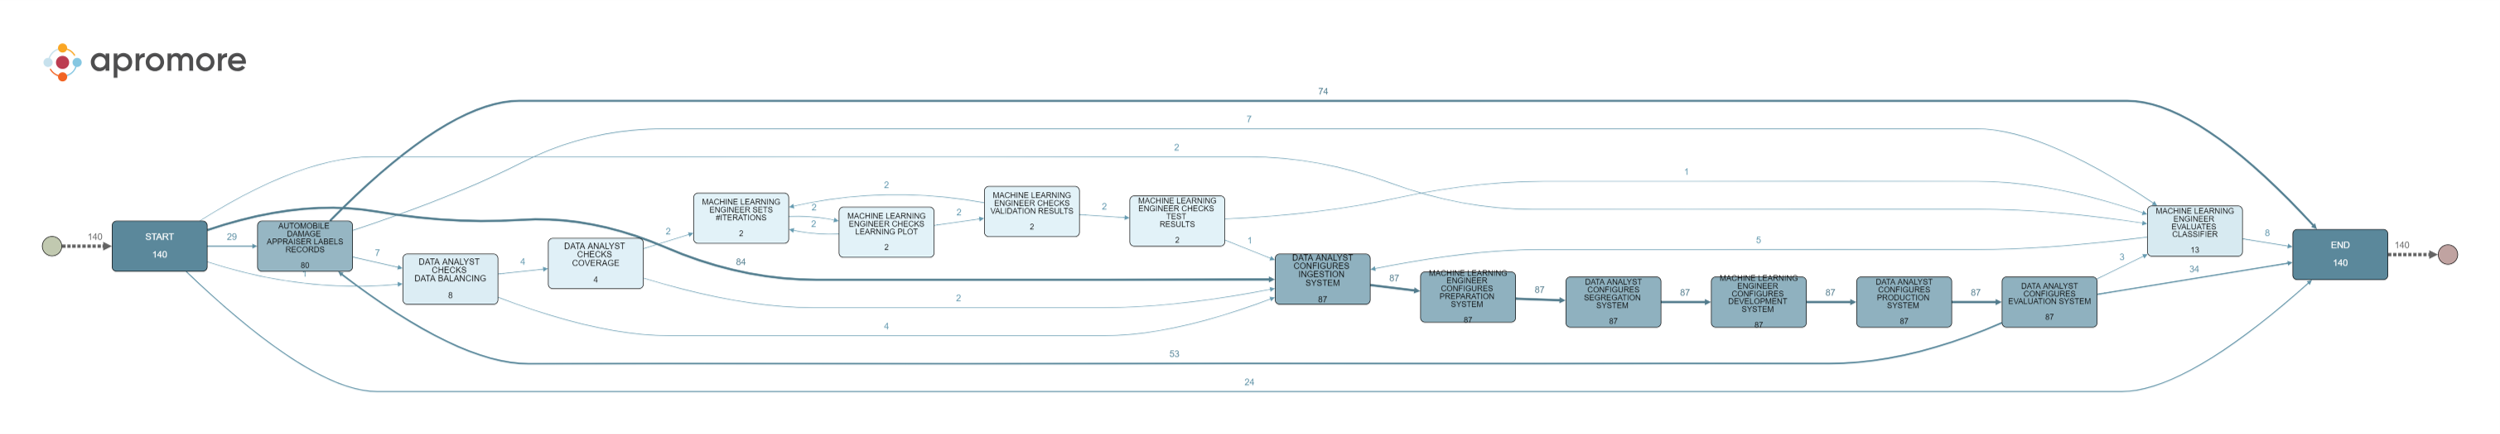 apromore
74
7
2
1
2
MACHINE LEARNING
ENGINEER SETS
#ITERATIONS
2
2
2
2
MACHINE LEARNING
ENGINEER CHECKS
LEARNING PLOT
2
2
MACHINE LEARNING
ENGINEER CHECKS
VALIDATION RESULTS
2
2
MACHINE LEARNING
ENGINEER CHECKS
TEST
RESULTS
2
1
140
START
140
29
AUTOMOBILE
DAMAGE
APPRAISER LABELS
RECORDS
80
7
1
DATA ANALYST
CHECKS
DATA BALANCING
8
4
DATA ANALYST
CHECKS
COVERAGE
4
84
2
4
DATA ANALYST
CONFIGURES
INGESTION
SYSTEM
87
87
MACHINE LEARNING
ENGINEER
CONFIGURES
PREPARATION
SYSTEM
87
87
DATA ANALYST
CONFIGURES
SEGREGATION
SYSTEM
87
87
MACHINE LEARNING
ENGINEER
CONFIGURES
DEVELOPMENT
SYSTEM
87
87
DATA ANALYST
CONFIGURES
PRODUCTION
SYSTEM
87
87
DATA ANALYST
CONFIGURES
EVALUATION SYSTEM
87
5
3
34
MACHINE LEARNING
ENGINEER
EVALUATES
CLASSIFIER
13
8
END
140
140
53
24